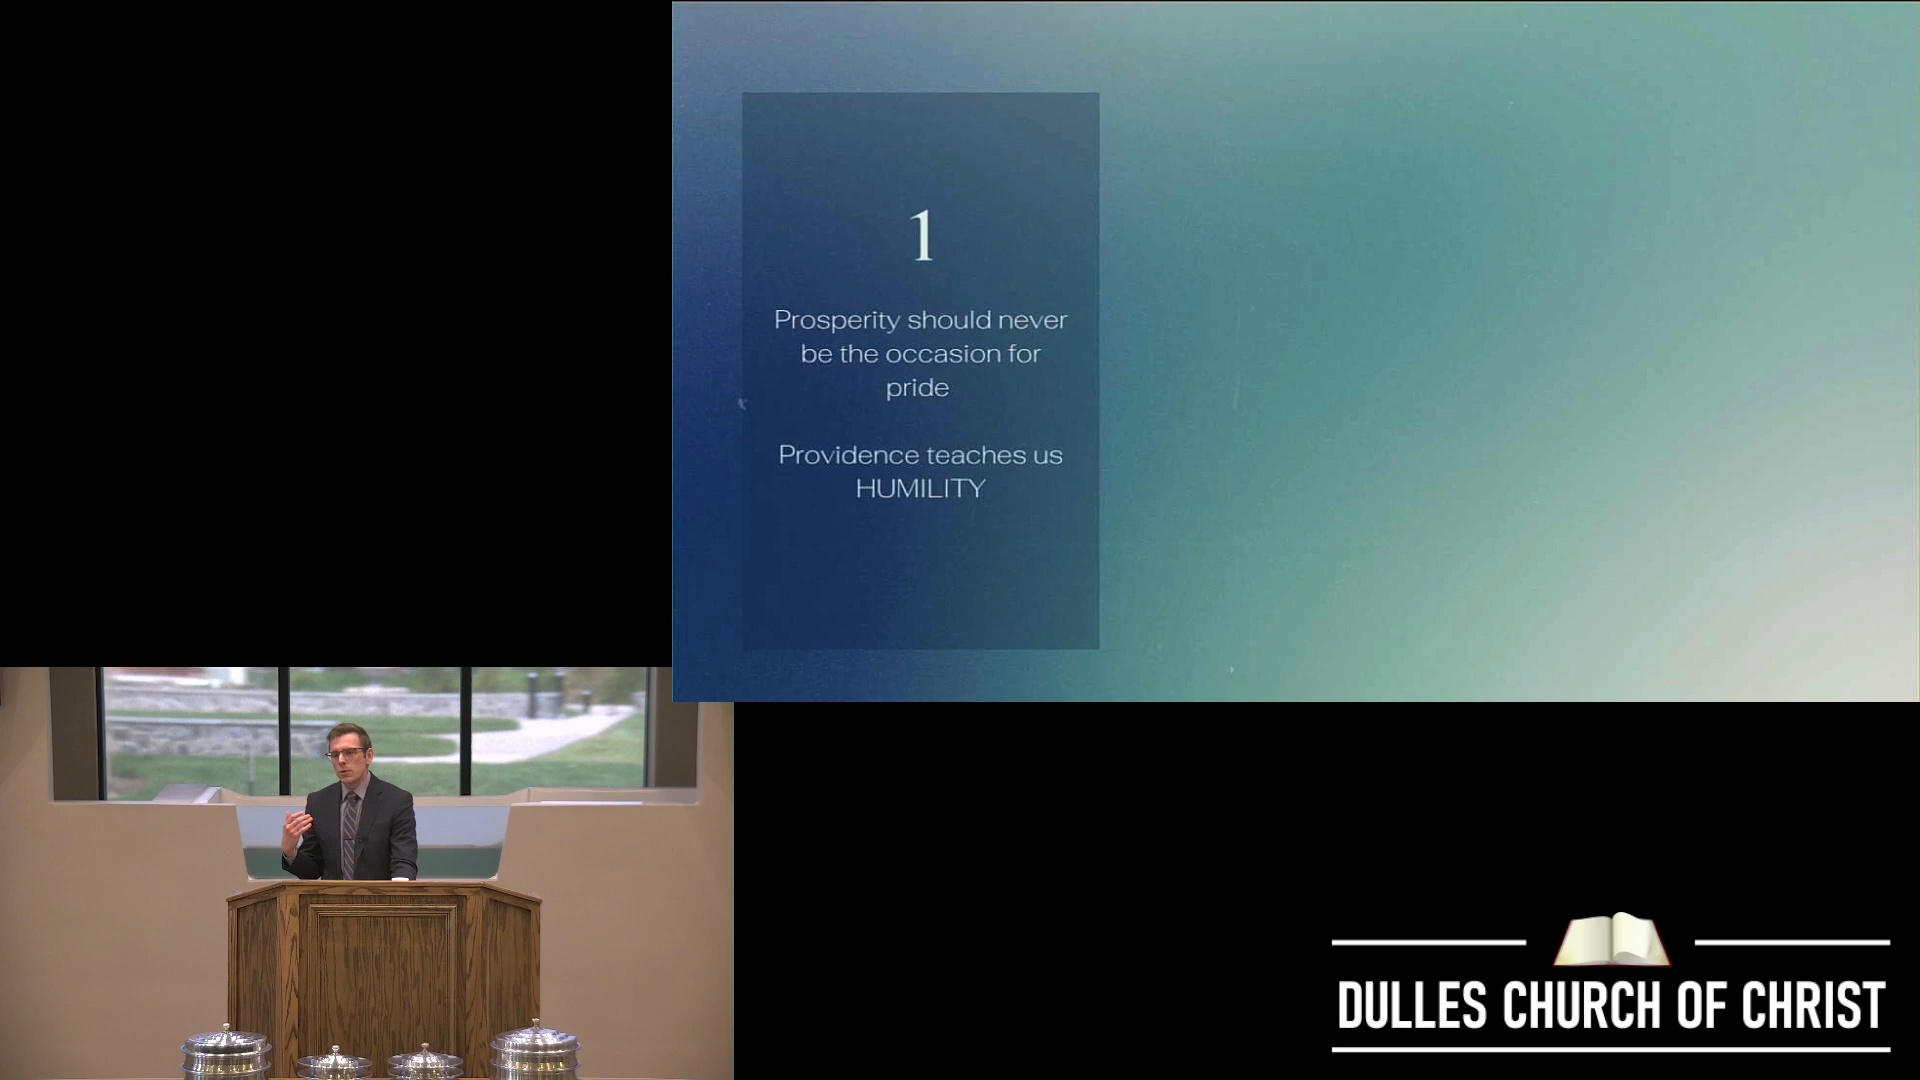 1
Prosperity should never
be the occasion for
pride
Providence teaches us
HUMILITY
DULLES CHURCH OF CHRIST